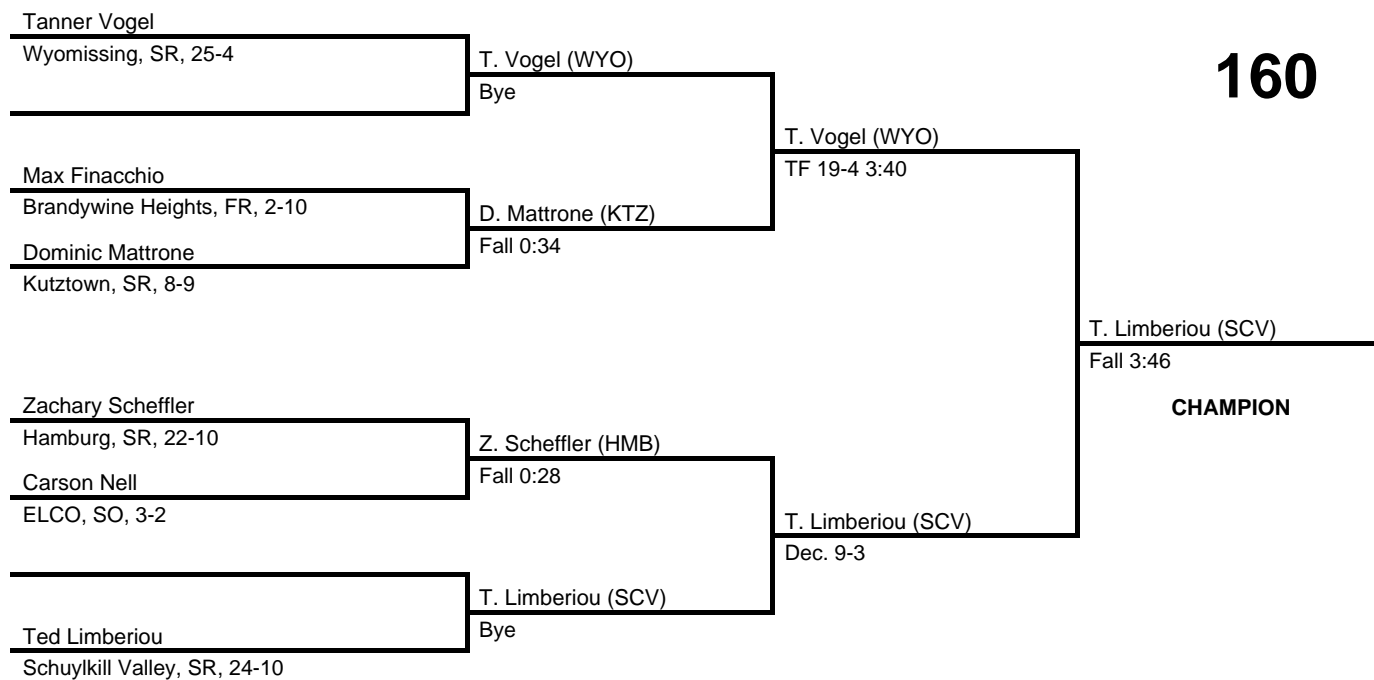 Tanner Vogel
Wyomissing, SR, 25-4
T. Vogel (WYO)
Bye
160
T. Vogel (WYO)
TF 19-4 3:40
Max Finacchio
Brandywine Heights, FR, 2-10
D. Mattrone (KTZ)
Fall 0:34
Dominic Mattrone
Kutztown, SR, 8-9
T. Limberiou (SCV)
Fall 3:46
CHAMPION
Zachary Scheffler
Hamburg, SR, 22-10
Z. Scheffler (HMB)
Fall 0:28
Carson Nell
ELCO, SO, 3-2
T. Limberiou (SCV)
Dec. 9-3
T. Limberiou (SCV)
Bye
Ted Limberiou
Schuylkill Valley, SR, 24-10